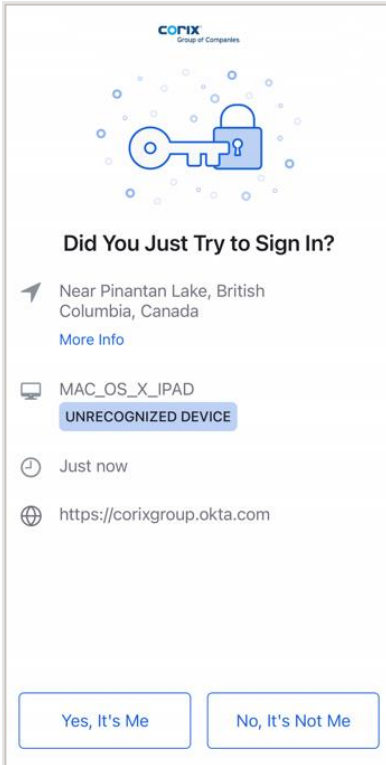 corix
Group of Companies
Did You Just Try to Sign In?
Near Pinantan Lake, British
Columbia, Canada
More Info
MAC_OS_X_IPAD
UNRECOGNIZED DEVICE
Just now
https://corixgroup.okta.com
Yes, It's Me
No, It's Not Me